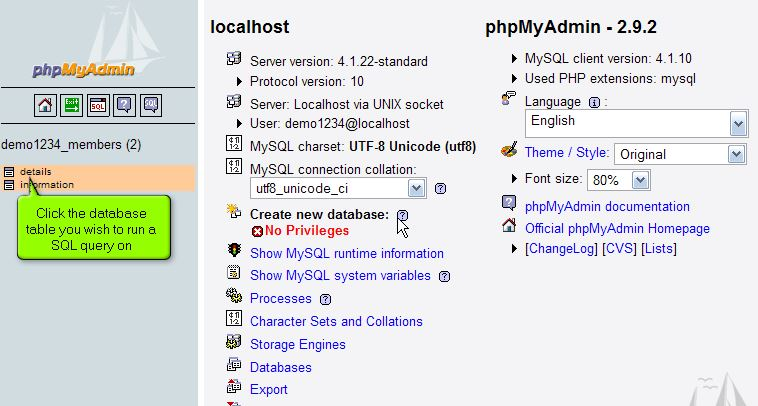 phpMyAdmin
Exit
SQL
?
SQL
demo1234_members (2)
details
information
Click the database
table you wish to run a
SQL query on
localhost
Server version: 4.1.22-standard
Protocol version: 10
Server: Localhost via UNIX socket
User: demo1234@localhost
MySQL charset: UTF-8 Unicode (utf8)
MySQL connection collation:
utf8_unicode_ci
?
Create new database: ?
No Privileges
Show MySQL runtime information
Show MySQL system variables ?
Processes ?
Character Sets and Collations
Storage Engines
Databases
Export
phpMyAdmin - 2.9.2
MySQL client version: 4.1.10
Used PHP extensions: mysql
Language i :
English
Theme / Style: Original
Font size: 80%
phpMyAdmin documentation
Official phpMyAdmin Homepage
[ChangeLog] [CVS] [Lists]